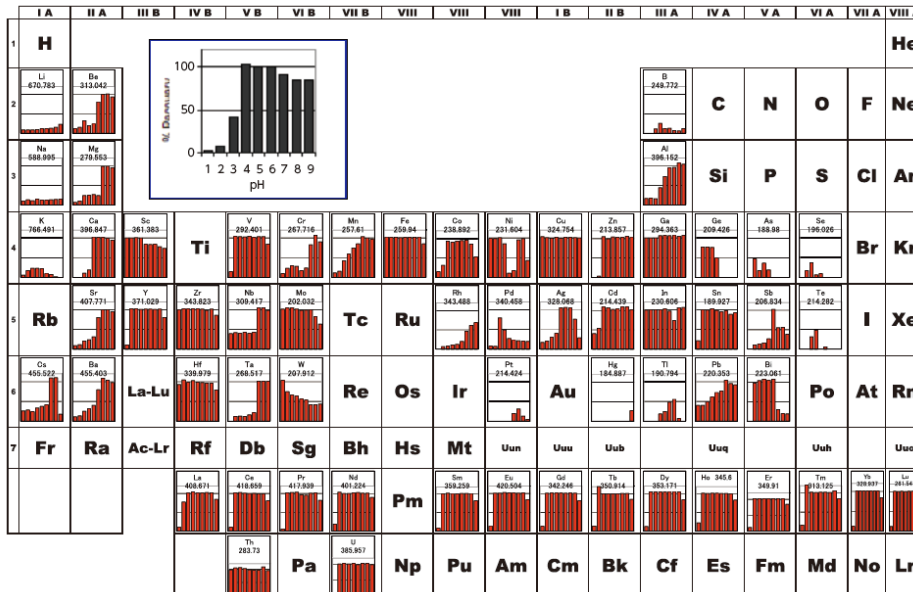 I A II A III B IV B V B VI B VII B VIII VIII VIII I B II B III A IV A V A VI A VII A VIII
1 H He
100
50
0
1 2 3 4 5 6 7 8 9
pH
2 Li 670.783 Be 313.042 B 249.772 C N O F Ne
3 Na 588.995 Mg 279.553 Al 396.152 Si P S Cl Ar
4 K 766.491 Ca 396.847 Sc 361.383 Ti V 292.401 Cr 267.716 Mn 257.61 Fe 259.94 Co 238.892 Ni 231.604 Cu 324.754 Zn 213.857 Ga 294.363 Ge 209.426 As 188.98 Se 196.026 Br Kr
5 Rb Sr 407.771 Y 371.029 Zr 343.823 Nb 309.417 Mo 202.032 Tc Ru Rh 343.488 Pd 340.458 Ag 328.068 Cd 214.439 In 230.606 Sn 189.927 Sb 206.834 Te 214.282 I Xe
6 Cs 455.522 Ba 455.403 La-Lu Hf 339.979 Ta 268.517 W 207.912 Re Os Ir Pt 214.424 Au Hg 184.887 Tl 190.794 Pb 220.353 Bi 223.061 Po At Rn
7 Fr Ra Ac-Lr Rf Db Sg Bh Hs Mt Uun Uuu Uub Uuq Uuh Uuo
La 408.671 Ce 418.659 Pr 417.939 Nd 401.224 Pm Sm 359.259 Eu 420.504 Gd 342.246 Tb 350.914 Dy 353.171 Ho 345.6 Er 349.91 Tm 313.125 Yb Lu
Th 283.73 Pa U 385.957 Np Pu Am Cm Bk Cf Es Fm Md No Lr